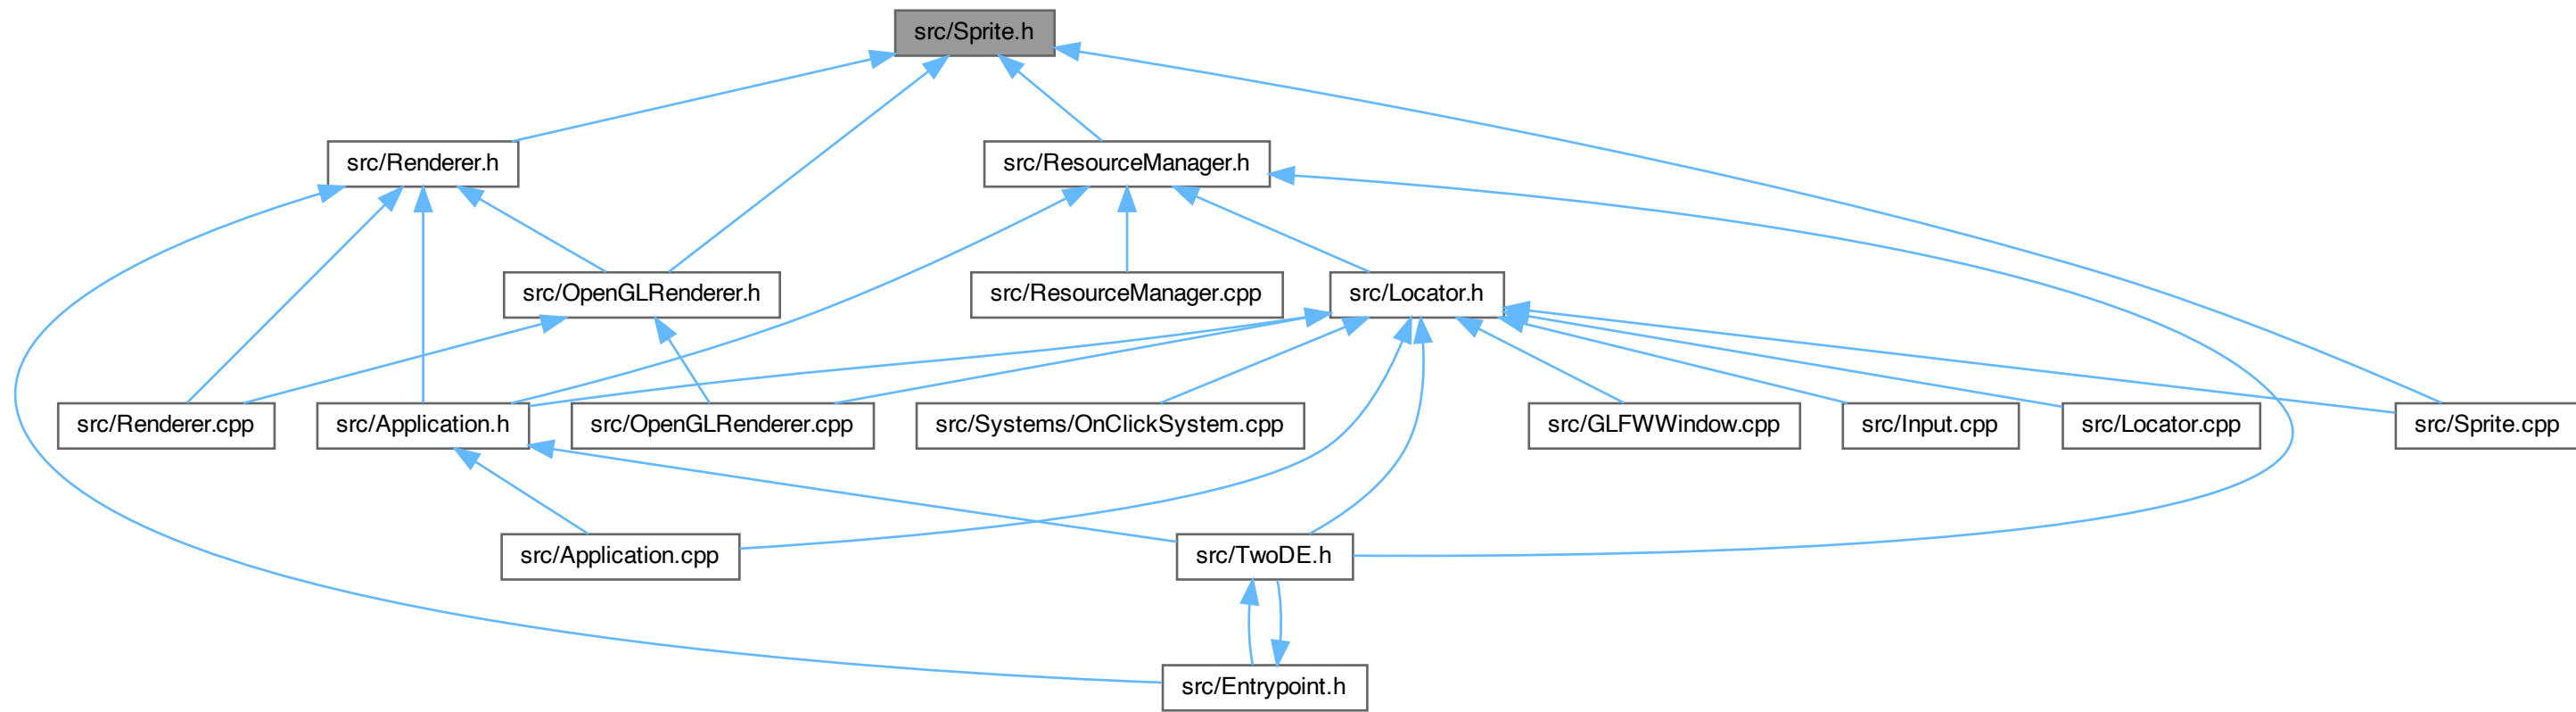 src/Sprite.h
src/Renderer.h
src/ResourceManager.h
src/OpenGLRenderer.h
src/ResourceManager.cpp
src/Locator.h
src/Renderer.cpp
src/Application.h
src/OpenGLRenderer.cpp
src/Systems/OnClickSystem.cpp
src/GLFWWindow.cpp
src/Input.cpp
src/Locator.cpp
src/Sprite.cpp
src/Application.cpp
src/TwoDE.h
src/Entrypoint.h